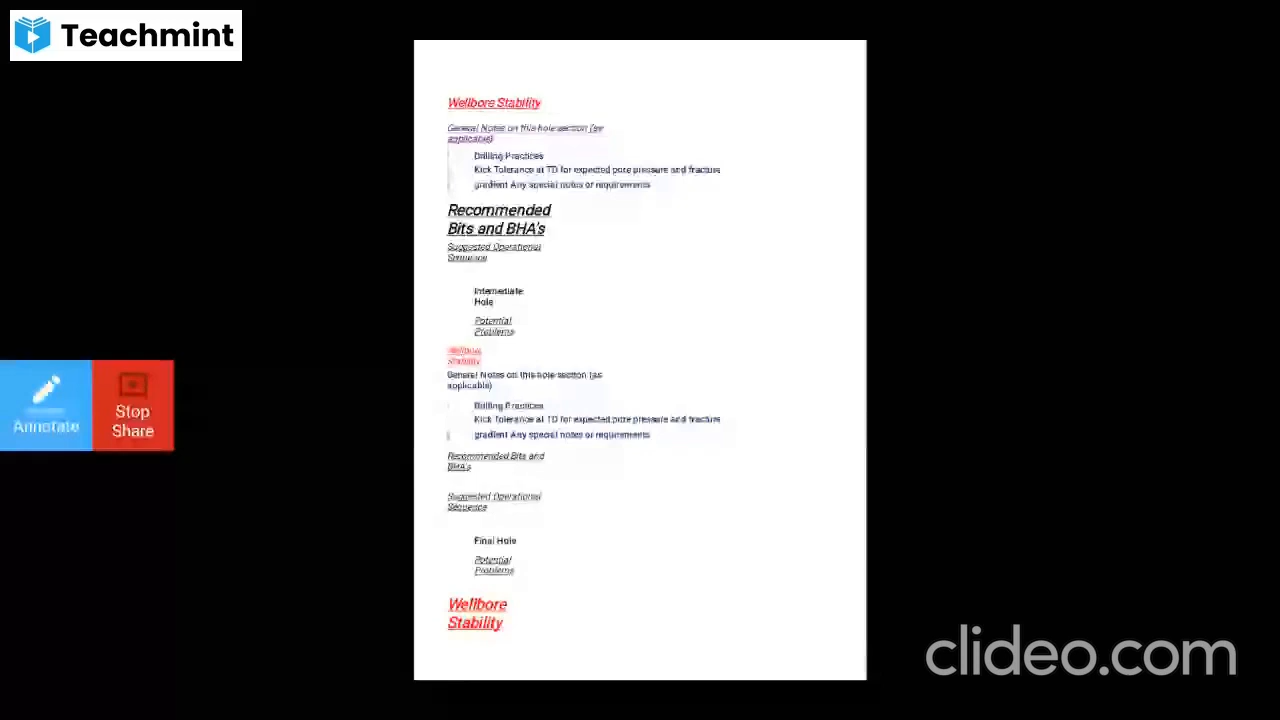 Teachmint
Wellbore Stability
General Notes on this hole section (as
applicable)
Drilling Practices
Kick Tolerance at TD for expected pore pressure and fracture
gradient Any special notes or requirements
Recommended
Bits and BHA's
Suggested Operational
Sequence
Intemediate
Hole
Potential
Problems
Wellbore
Stability
General Notes on this hole section (as
applicable)
Drilling Practices
Kick Tolerance at TD for expected pore pressure and fracture
gradient Any special notes or requirements
Recommended Bits and
BHA's
Suggested Operational
Sequence
Final Hole
Potential
Problems
Wellbore
Stability
Annotate
Stop
Share
clideo.com